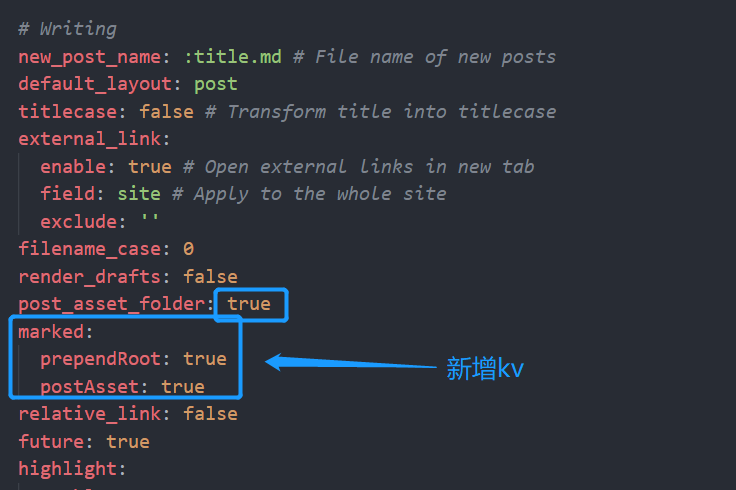 # Writing
new_post_name: :title.md # File name of new posts
default_layout: post
titlecase: false # Transform title into titlecase
external_link:
enable: true # Open external links in new tab
field: site # Apply to the whole site
exclude: ''
filename_case: 0
render_drafts: false
post_asset_folder: true
marked:
prependRoot: true
新增kv
postAsset: true
relative_link: false
future: true
highlight: